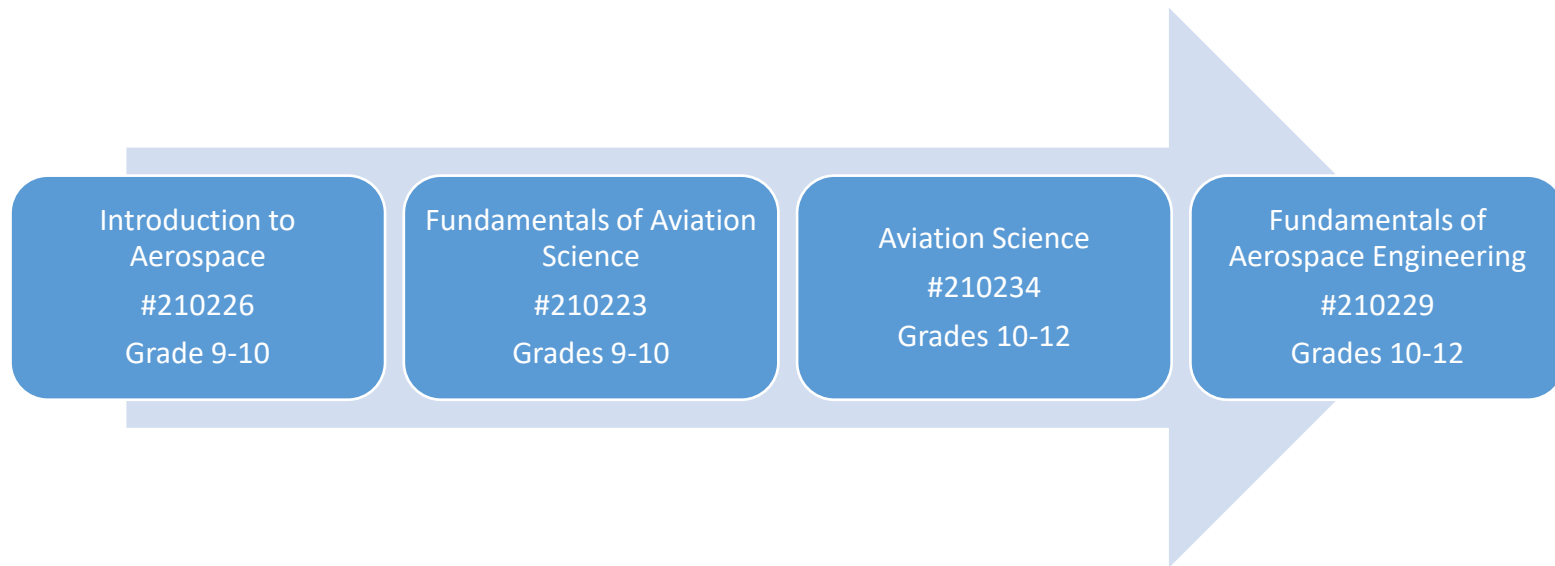 Introduction to
Aerospace
#210226
Grade 9-10
Fundamentals of Aviation
Science
#210223
Grades 9-10
Aviation Science
#210234
Grades 10-12
Fundamentals of
Aerospace Engineering
#210229
Grades 10-12